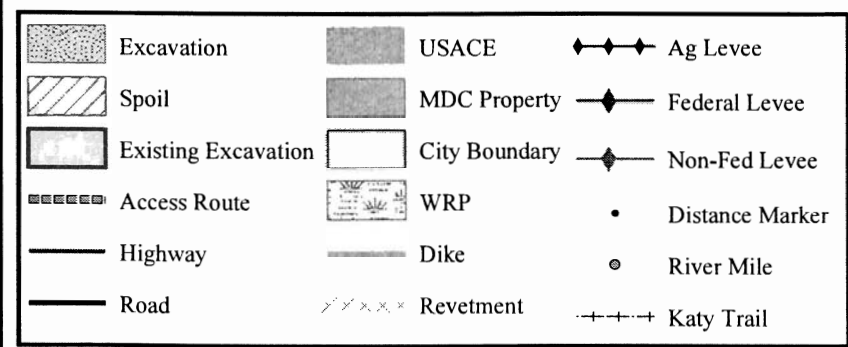 Excavation
Spoil
Existing Excavation
Access Route
Highway
Road
USACE
MDC Property
City Boundary
WRP
Dike
Revetment
Ag Levee
Federal Levee
Non-Fed Levee
Distance Marker
River Mile
Katy Trail